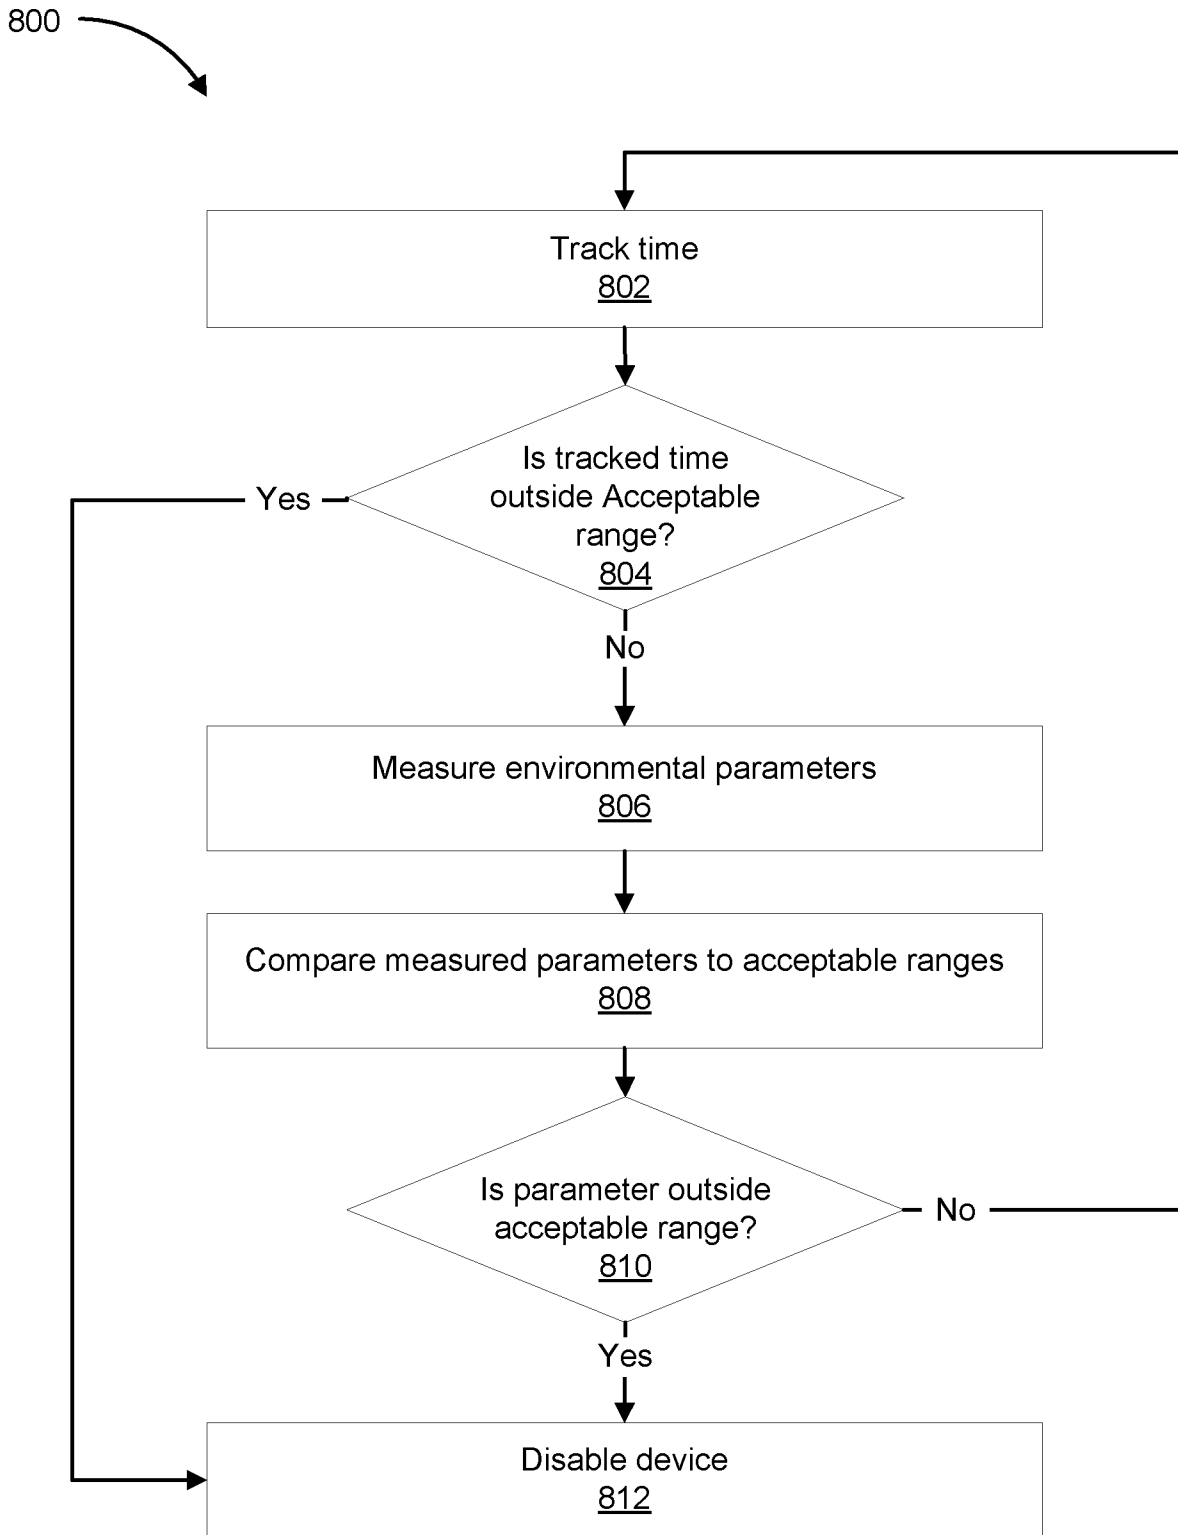 800
Track time
802
Is tracked time
outside Acceptable
range?
804
Yes
No
Measure environmental parameters
806
Compare measured parameters to acceptable ranges
808
Is parameter outside
acceptable range?
810
No
Yes
Disable device
812